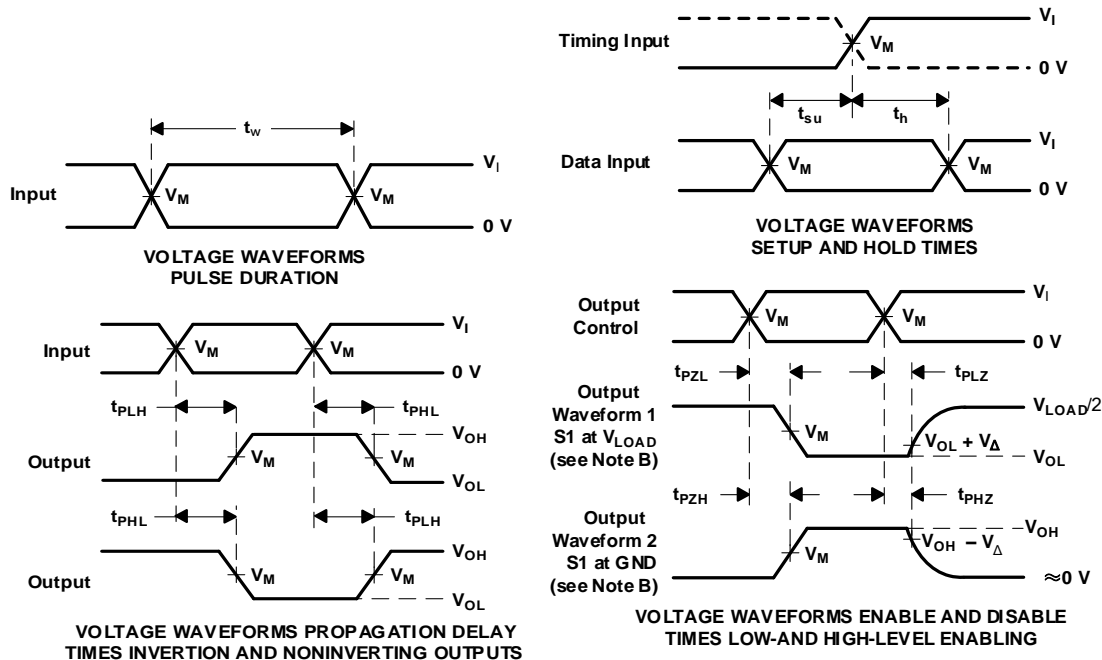 t_w
Input
V_M
V_M
V_I
0 V
VOLTAGE WAVEFORMS
PULSE DURATION
Timing Input
V_M
V_I
0 V
t_su
t_h
Data Input
V_M
V_M
V_I
0 V
VOLTAGE WAVEFORMS
SETUP AND HOLD TIMES
Input
V_M
V_M
V_I
0 V
t_PLH
t_PHL
Output
V_M
V_M
V_OH
V_OL
t_PHL
t_PLH
Output
V_M
V_M
V_OH
V_OL
VOLTAGE WAVEFORMS PROPAGATION DELAY
TIMES INVERTION AND NONINVERTING OUTPUTS
Output
Control
V_M
V_M
V_I
0 V
t_PZL
t_PLZ
Output
Waveform 1
S1 at V_LOAD
(see Note B)
V_M
V_LOAD/2
V_OL + V_Δ
V_OL
t_PZH
t_PHZ
Output
Waveform 2
S1 at GND
(see Note B)
V_M
V_OH
V_OH – V_Δ
≈0 V
VOLTAGE WAVEFORMS ENABLE AND DISABLE
TIMES LOW-AND HIGH-LEVEL ENABLING